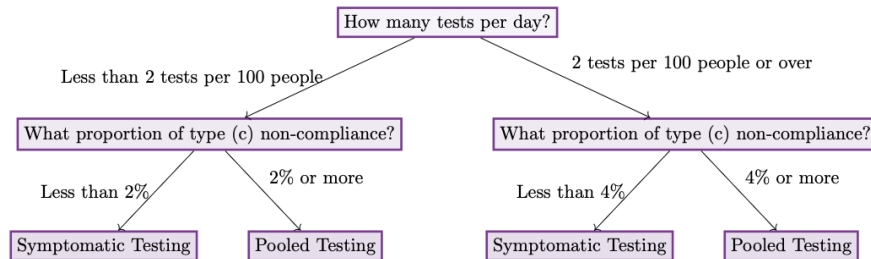 How many tests per day?
Less than 2 tests per 100 people
2 tests per 100 people or over
What proportion of type (c) non-compliance?
What proportion of type (c) non-compliance?
Less than 2%
2% or more
Less than 4%
4% or more
Symptomatic Testing
Pooled Testing
Symptomatic Testing
Pooled Testing